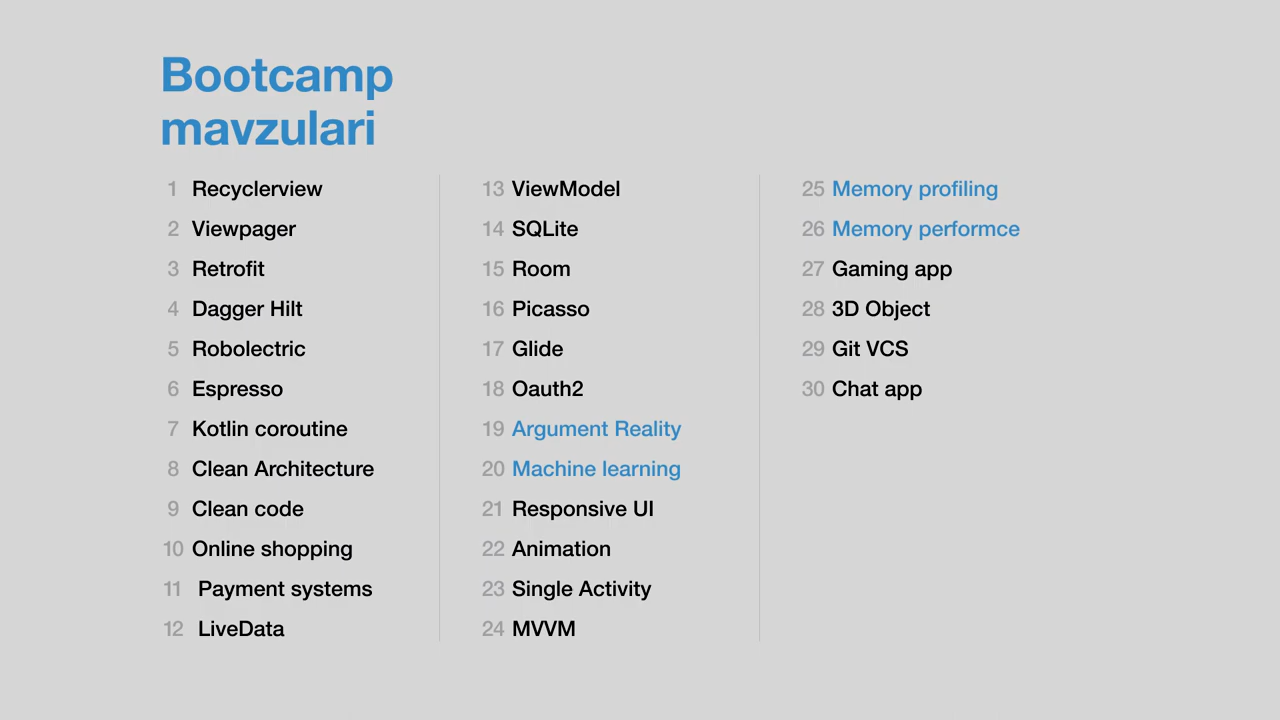 Bootcamp
mavzulari
1 Recyclerview
2 Viewpager
3 Retrofit
4 Dagger Hilt
5 Robolectric
6 Espresso
7 Kotlin coroutine
8 Clean Architecture
9 Clean code
10 Online shopping
11 Payment systems
12 LiveData
13 ViewModel
14 SQLite
15 Room
16 Picasso
17 Glide
18 Oauth2
19 Argument Reality
20 Machine learning
21 Responsive UI
22 Animation
23 Single Activity
24 MVVM
25 Memory profiling
26 Memory performce
27 Gaming app
28 3D Object
29 Git VCS
30 Chat app